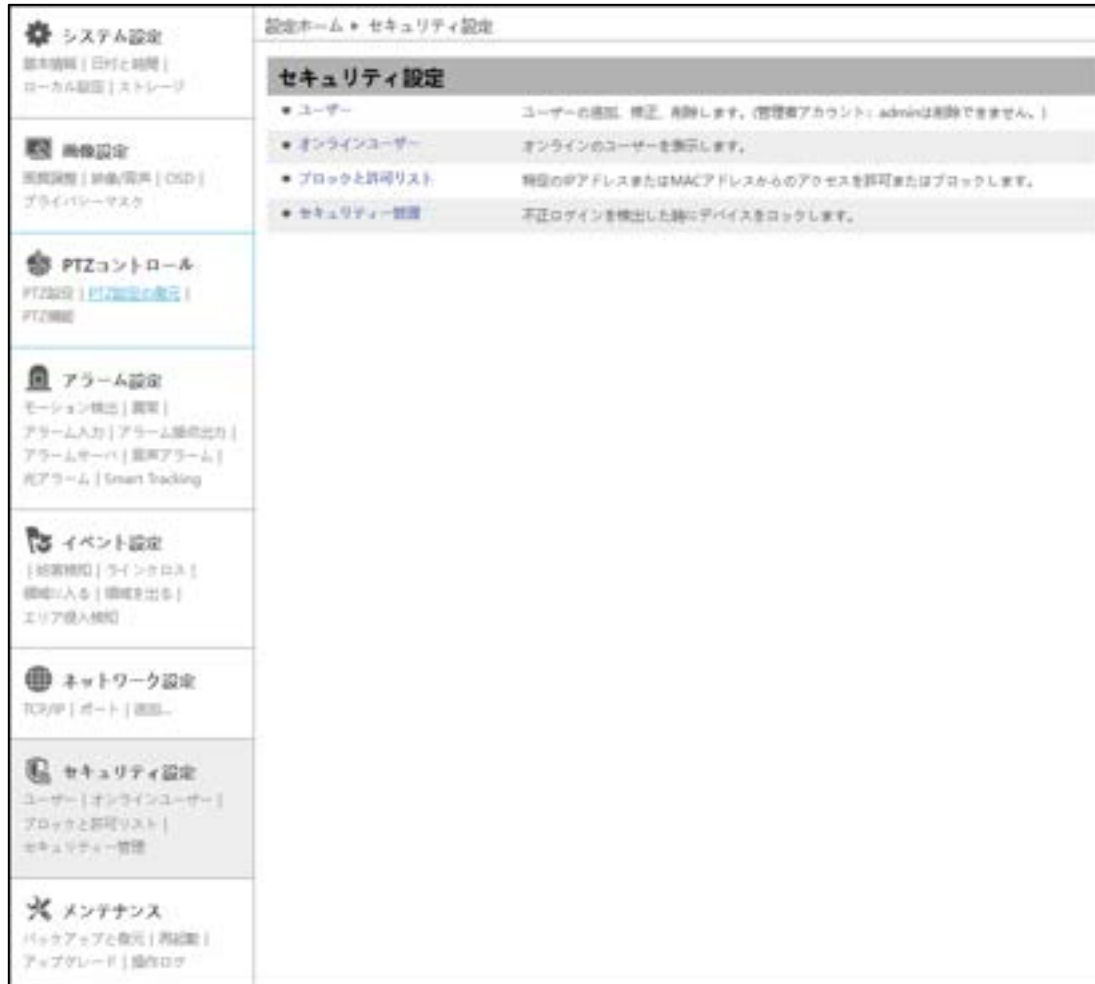 システム設定
基本情報 | 日付と時間 |
ローカル設定 | ストレージ
画像設定
画質調整 | 映像/音声 | OSD |
プライバシーマスク
PTZコントロール
PTZ設定 | PTZ設定の復元 |
PTZ機能
アラーム設定
モーション検出 | 異常 |
アラーム入力 | アラーム接点出力 |
アラームサーバ | 音声アラーム |
光アラーム | Smart Tracking
イベント設定
| 妨害検知 | ラインクロス |
領域に入る | 領域を出る |
エリア侵入検知
ネットワーク設定
TCP/IP | ポート | 追加...
セキュリティ設定
ユーザー | オンラインユーザー |
ブロックと許可リスト |
セキュリティー管理
メンテナンス
バックアップと復元 | 再起動 |
アップグレード | 操作ログ
設定ホーム ▸ セキュリティ設定
セキュリティ設定
■ ユーザー ユーザーの追加、修正、削除します。(管理者アカウント: adminは削除できません。)
■ オンラインユーザー オンラインのユーザーを表示します。
■ ブロックと許可リスト 特定のIPアドレスまたはMACアドレスからのアクセスを許可またはブロックします。
■ セキュリティー管理 不正ログインを検出した時にデバイスをロックします。